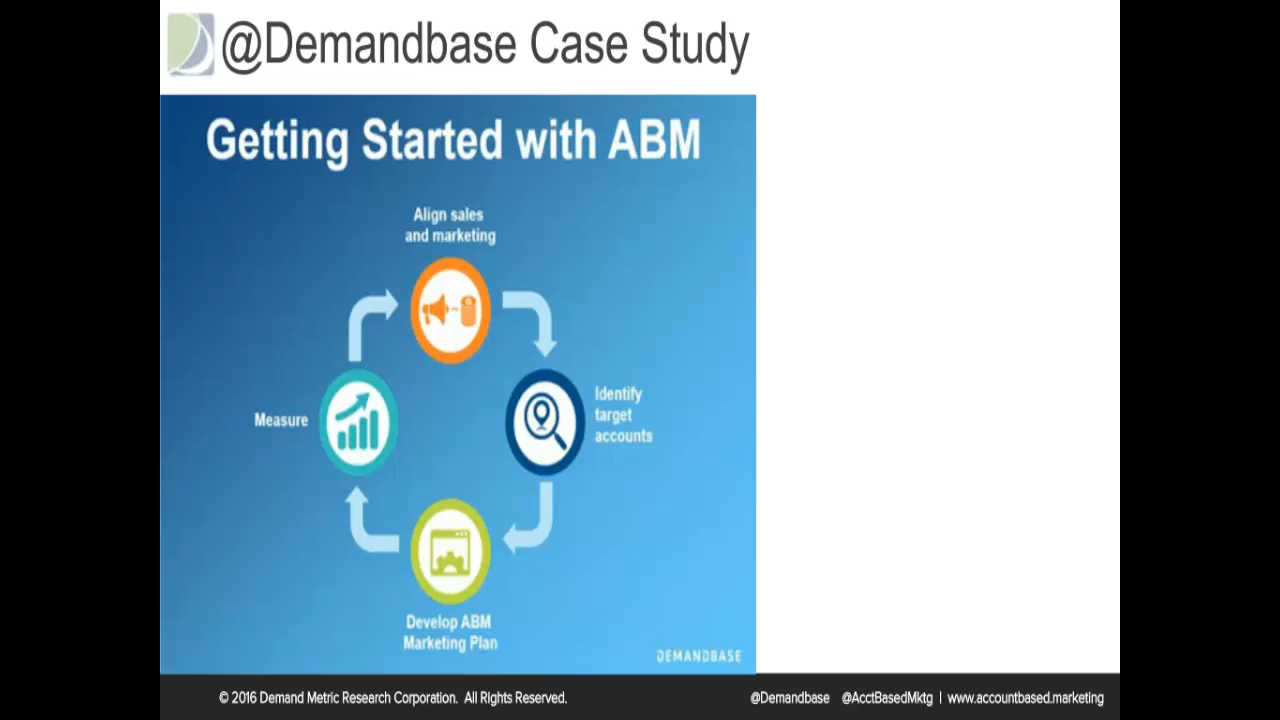 @Demandbase Case Study
Getting Started with ABM
Align sales
and marketing
Identify
target
accounts
Measure
Develop ABM
Marketing Plan
DEMANDBASE
© 2016 Demand Metric Research Corporation. All Rights Reserved.
@Demandbase @AcctBasedMktg | www.accountbased.marketing